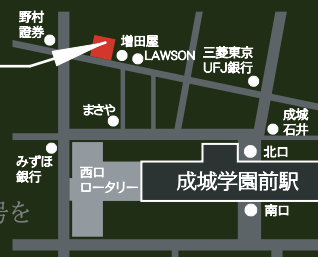 野村
證券
増田屋
LAWSON
三菱東京
UFJ銀行
まさや
成城
石井
みずほ
銀行
西口
ロータリー
北口
成城学園前駅
南口
号を